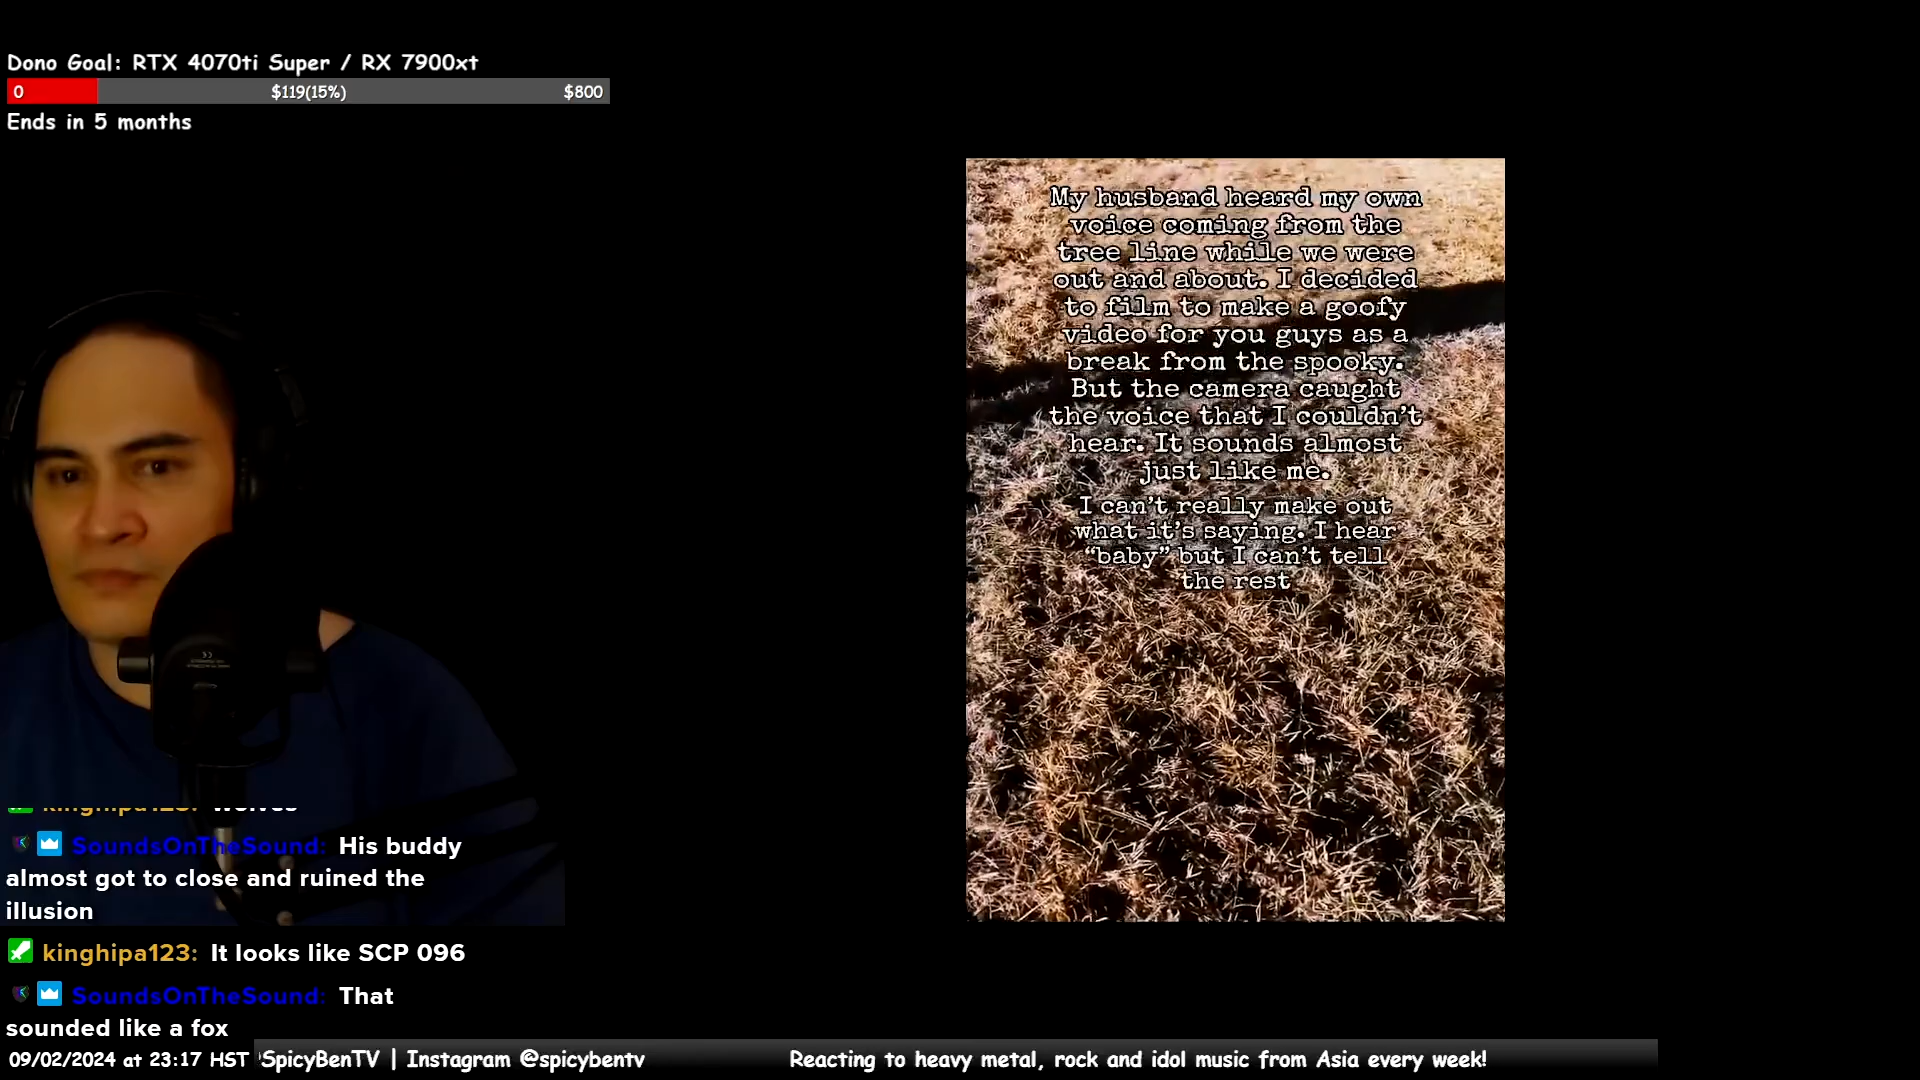 Dono Goal: RTX 4070ti Super / RX 7900xt
0 $119(15%) $800
Ends in 5 months
My husband heard my own
voice coming from the
tree line while we were
out and about. I decided
to film to make a goofy
video for you guys as a
break from the spooky.
But the camera caught
the voice that I couldn't
hear. It sounds almost
just like me.
I can't really make out
what it's saying. I hear
"baby" but I can't tell
the rest
kinghipa123: wolves
SoundsOnTheSound: His buddy
almost got to close and ruined the
illusion
kinghipa123: It looks like SCP 096
SoundsOnTheSound: That
sounded like a fox
09/02/2024 at 23:17 HST SpicyBenTV | Instagram @spicybentv Reacting to heavy metal, rock and idol music from Asia every week!